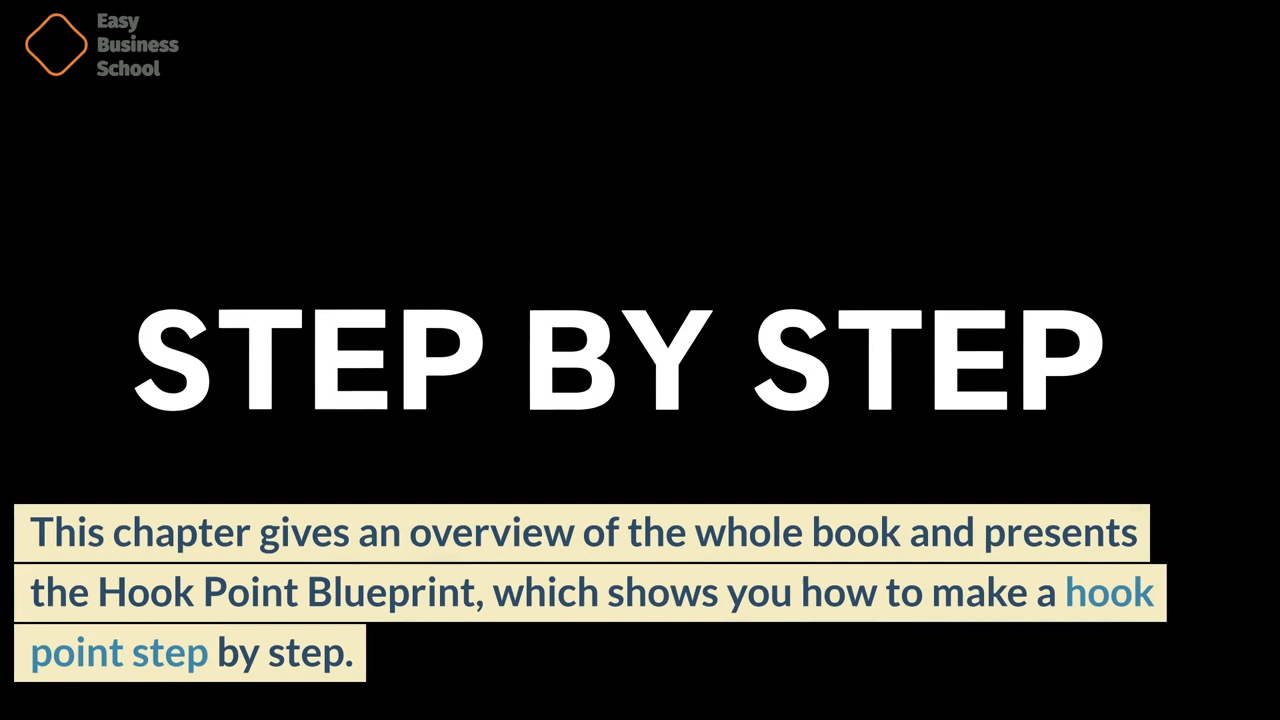 Easy
Business
School
STEP BY STEP
This chapter gives an overview of the whole book and presents
the Hook Point Blueprint, which shows you how to make a hook
point step by step.